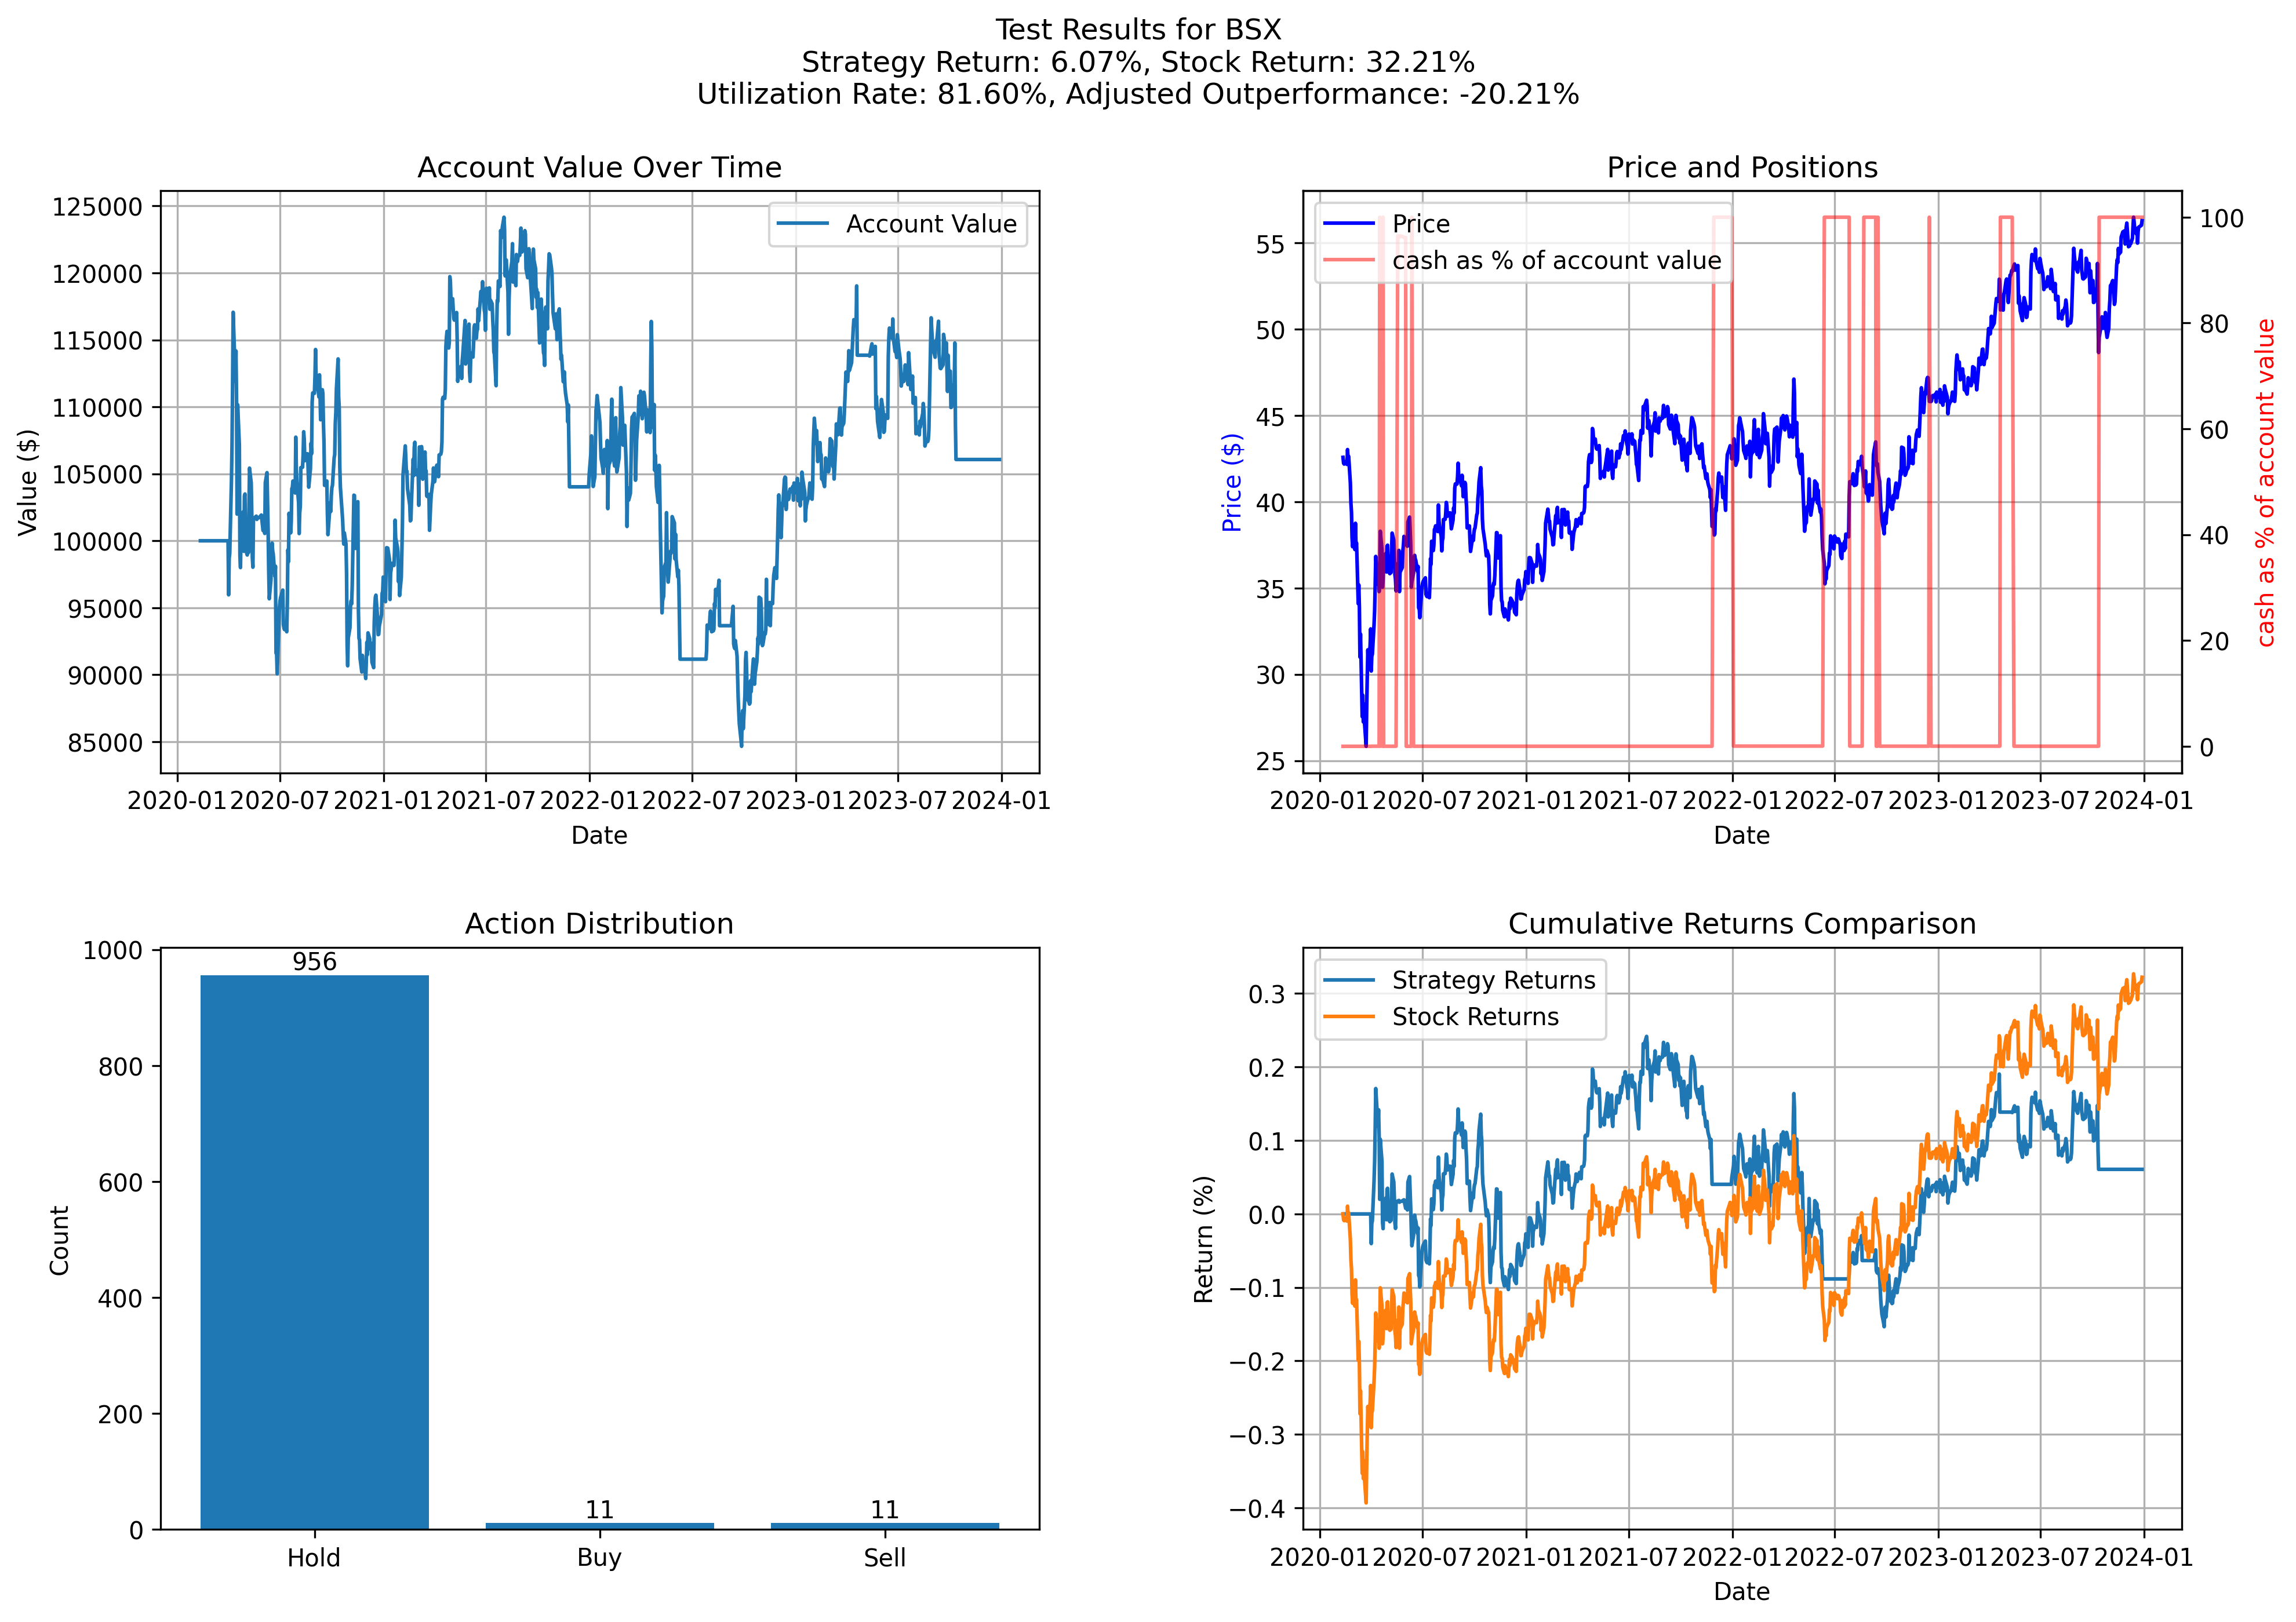 Test Results for BSX
Strategy Return: 6.07%, Stock Return: 32.21%
Utilization Rate: 81.60%, Adjusted Outperformance: -20.21%
Account Value Over Time
125000
120000
115000
110000
105000
100000
95000
90000
85000
Value ($)
Account Value
2020-01 2020-07 2021-01 2021-07 2022-01 2022-07 2023-01 2023-07 2024-01
Date
Price and Positions
55
50
45
40
35
30
25
Price ($)
Price
cash as % of account value
100
80
60
40
20
0
cash as % of account value
2020-01 2020-07 2021-01 2021-07 2022-01 2022-07 2023-01 2023-07 2024-01
Date
Action Distribution
1000
800
600
400
200
0
Count
956
11
11
Hold Buy Sell
Cumulative Returns Comparison
0.3
0.2
0.1
0.0
−0.1
−0.2
−0.3
−0.4
Return (%)
Strategy Returns
Stock Returns
2020-01 2020-07 2021-01 2021-07 2022-01 2022-07 2023-01 2023-07 2024-01
Date